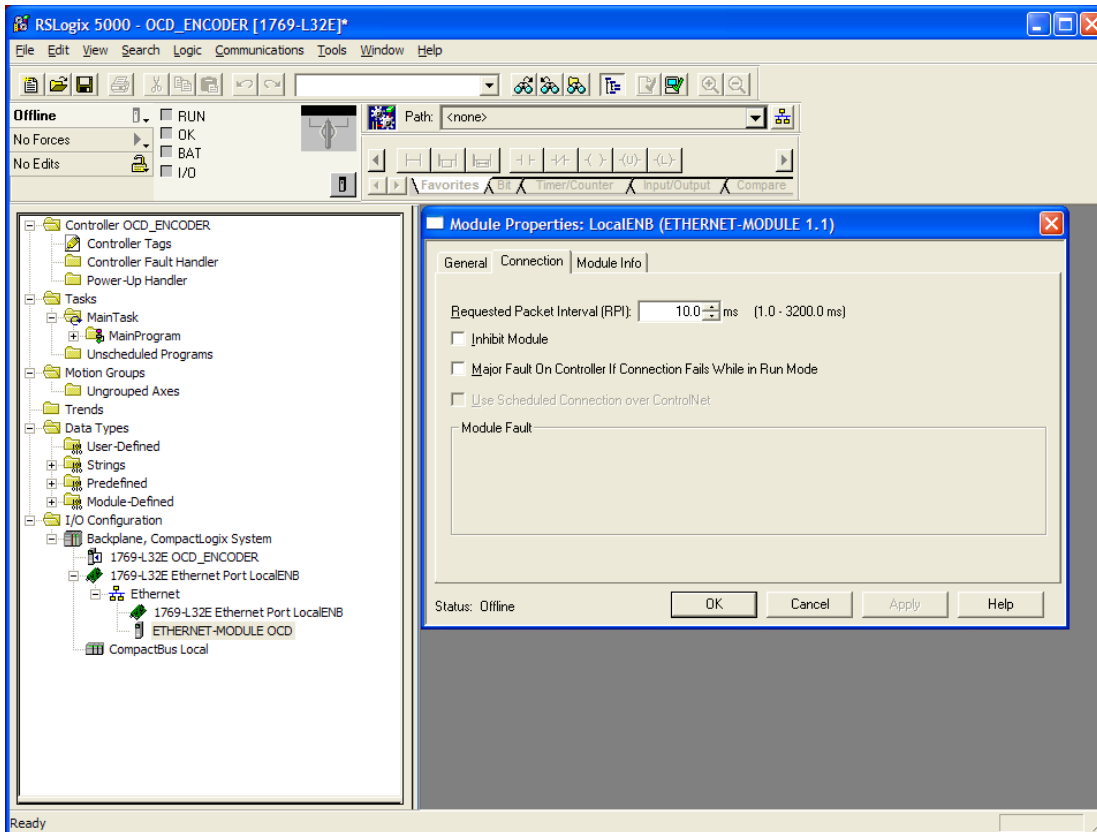 RSLogix 5000 - OCD_ENCODER [1769-L32E]*
File Edit View Search Logic Communications Tools Window Help
Offline
RUN
Path: <none>
No Forces
OK
No Edits
BAT
I/O
Favorites Bit Timer/Counter Input/Output Compare
Controller OCD_ENCODER
Controller Tags
Controller Fault Handler
Power-Up Handler
Tasks
MainTask
MainProgram
Unscheduled Programs
Motion Groups
Ungrouped Axes
Trends
Data Types
User-Defined
Strings
Predefined
Module-Defined
I/O Configuration
Backplane, CompactLogix System
1769-L32E OCD_ENCODER
1769-L32E Ethernet Port LocalENB
Ethernet
1769-L32E Ethernet Port LocalENB
ETHERNET-MODULE OCD
CompactBus Local
Module Properties: LocalENB (ETHERNET-MODULE 1.1)
General Connection Module Info
Requested Packet Interval (RPI): 10.0 ms (1.0 - 3200.0 ms)
Inhibit Module
Major Fault On Controller If Connection Fails While in Run Mode
Use Scheduled Connection over ControlNet
Module Fault
Status: Offline OK Cancel Apply Help
Ready